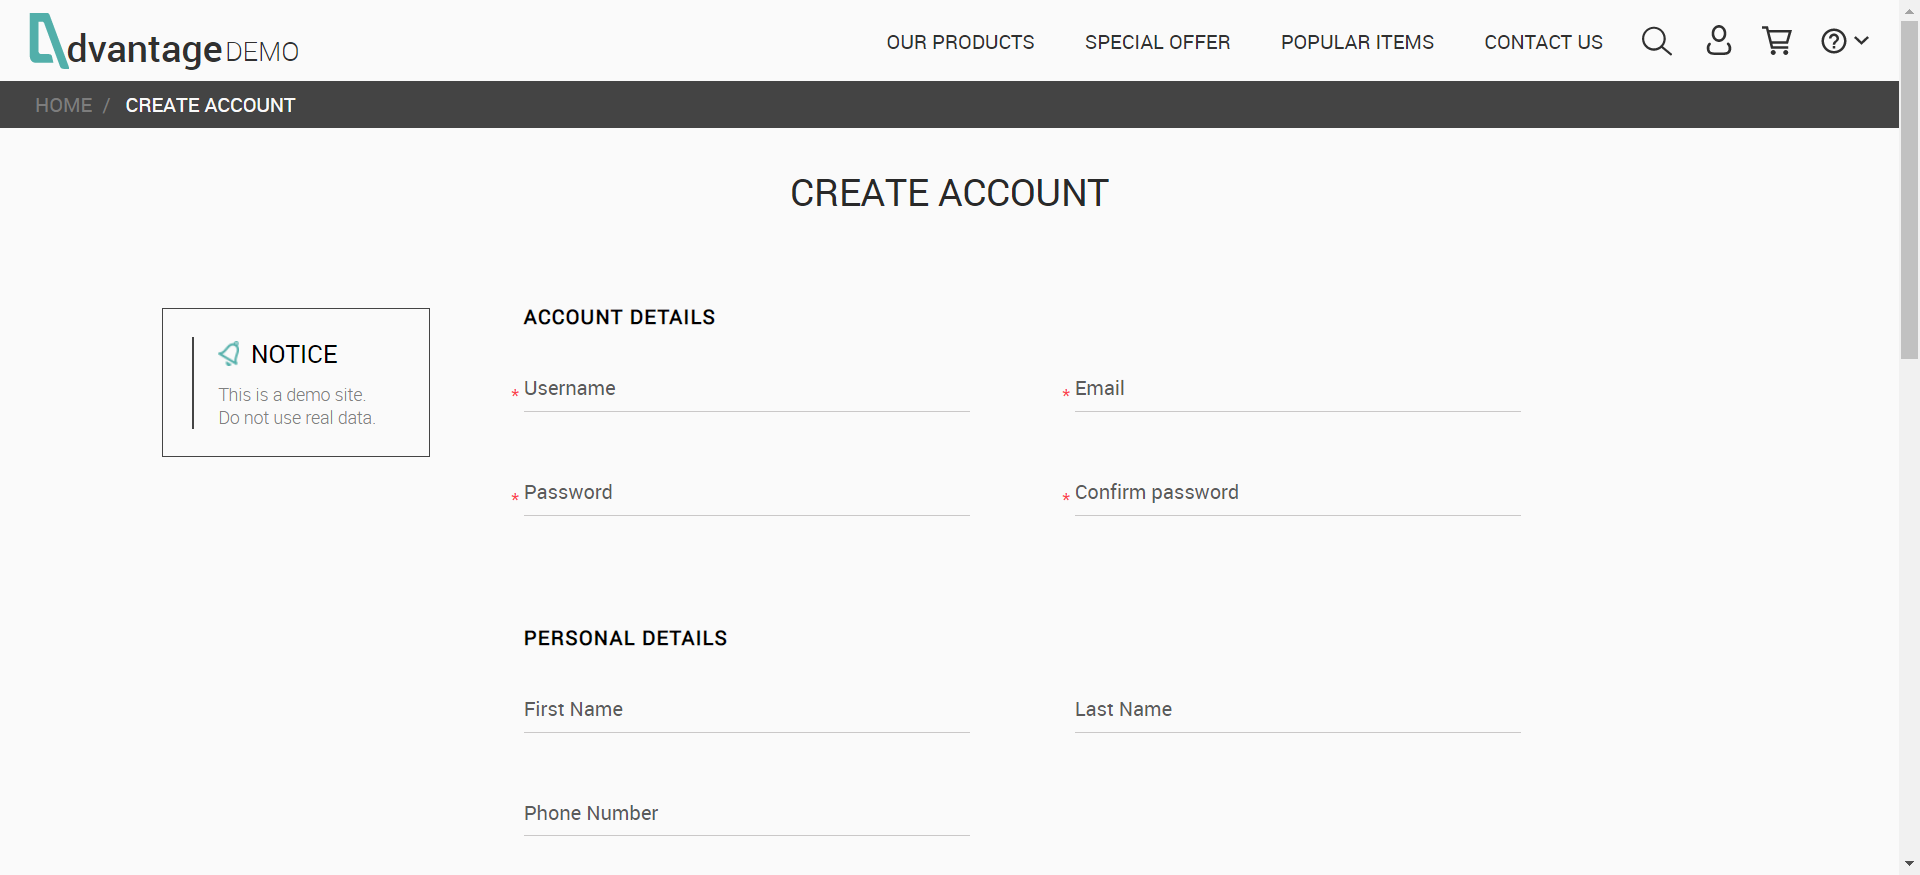 dvantage DEMO
OUR PRODUCTS SPECIAL OFFER POPULAR ITEMS CONTACT US
HOME / CREATE ACCOUNT
CREATE ACCOUNT
NOTICE
This is a demo site.
Do not use real data.
ACCOUNT DETAILS
* Username * Email
* Password * Confirm password
PERSONAL DETAILS
First Name Last Name
Phone Number